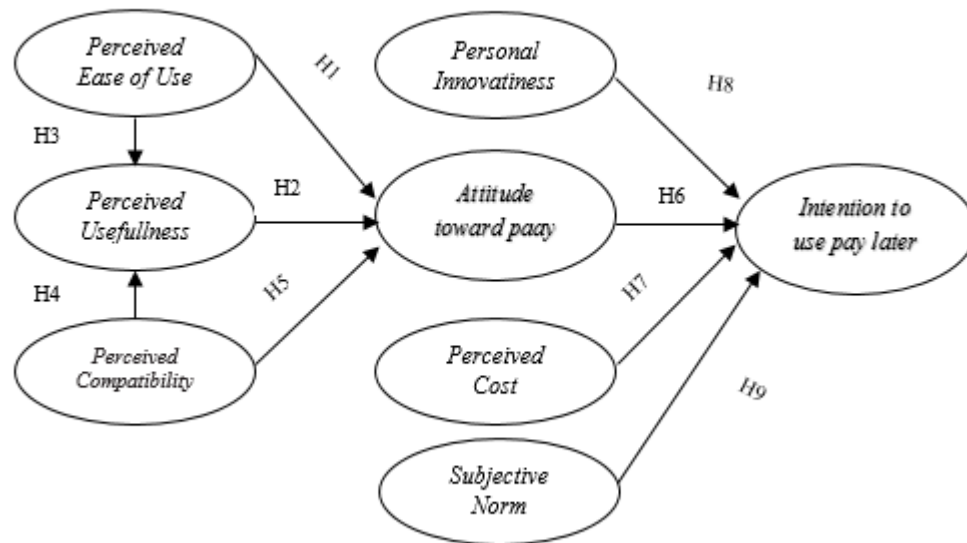 Perceived
Ease of Use
H1
Personal
Innovatiness
H8
H3
Perceived
Usefullness
H2
Attitude
toward paay
H6
Intention to
use pay later
H4
H5
H7
Perceived
Compatibility
Perceived
Cost
H9
Subjective
Norm